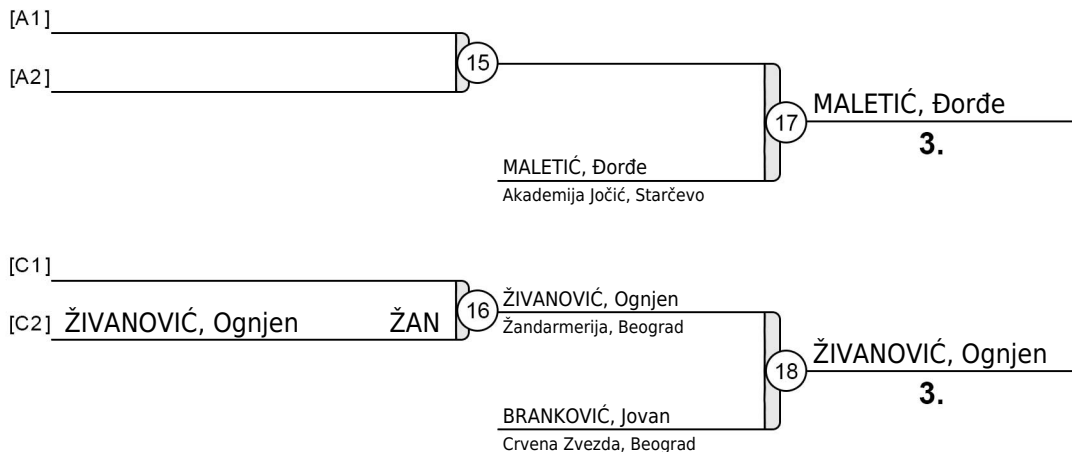 [A1]
[A2]
15
17
MALETIĆ, Đorđe
3.
MALETIĆ, Đorđe
Akademija Jočić, Starčevo
[C1]
[C2] ŽIVANOVIĆ, Ognjen ŽAN
16
ŽIVANOVIĆ, Ognjen
Žandarmerija, Beograd
18
ŽIVANOVIĆ, Ognjen
3.
BRANKOVIĆ, Jovan
Crvena Zvezda, Beograd